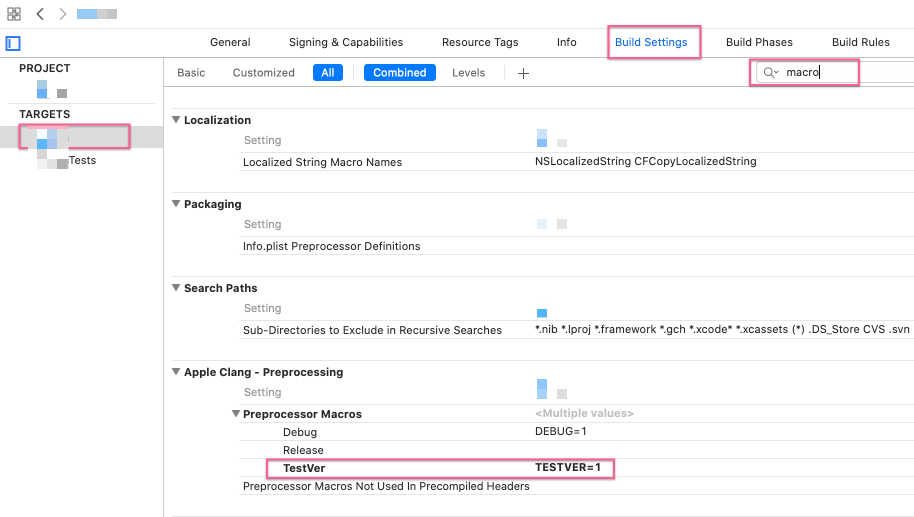 General Signing & Capabilities Resource Tags Info Build Settings Build Phases Build Rules
PROJECT
TARGETS
Tests
Basic Customized All Combined Levels + macro
Localization
Setting
Localized String Macro Names NSLocalizedString CFCopyLocalizedString
Packaging
Setting
Info.plist Preprocessor Definitions
Search Paths
Setting
Sub-Directories to Exclude in Recursive Searches *.nib *.lproj *.framework *.gch *.xcode* *.xcassets (*) .DS_Store CVS .svn
Apple Clang - Preprocessing
Setting
Preprocessor Macros <Multiple values>
Debug DEBUG=1
Release
TestVer TESTVER=1
Preprocessor Macros Not Used In Precompiled Headers